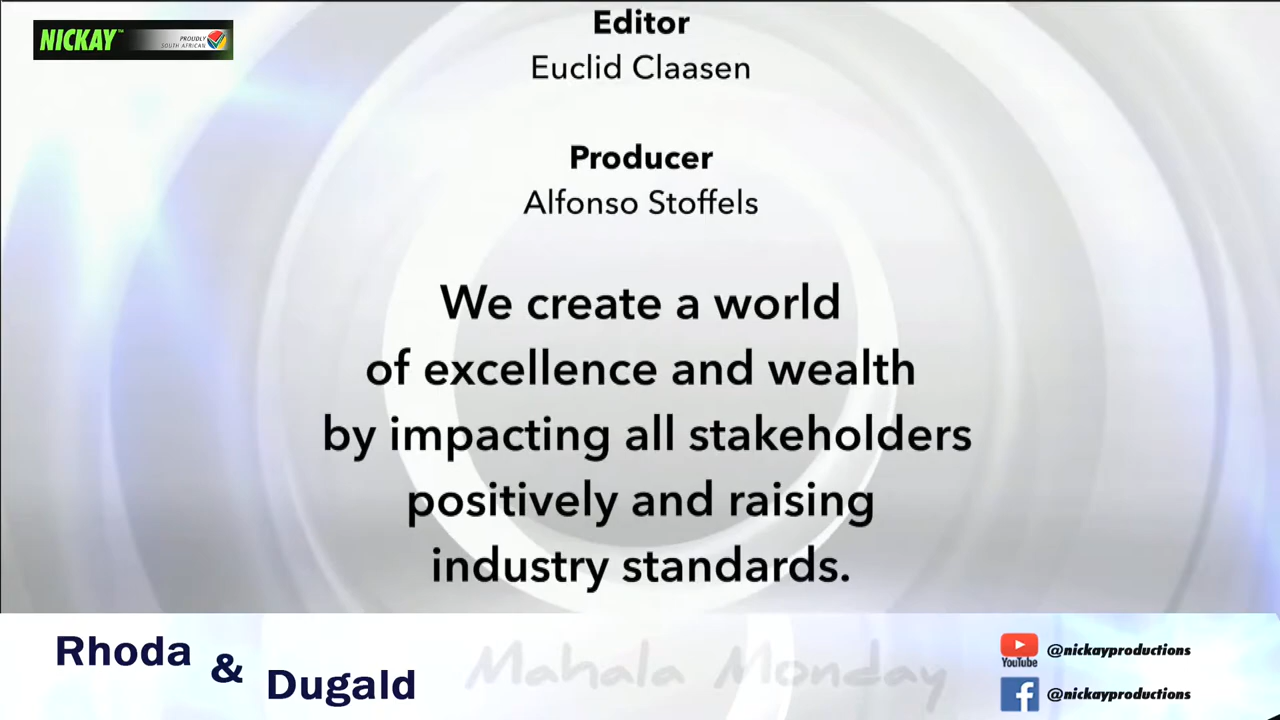 Editor
NICKAY™
PROUDLY
SOUTH AFRICAN
Euclid Claasen
Producer
Alfonso Stoffels
We create a world
of excellence and wealth
by impacting all stakeholders
positively and raising
industry standards.
Rhoda
&
Dugald
Mahala Monday
YouTube
@nickayproductions
f
@nickayproductions